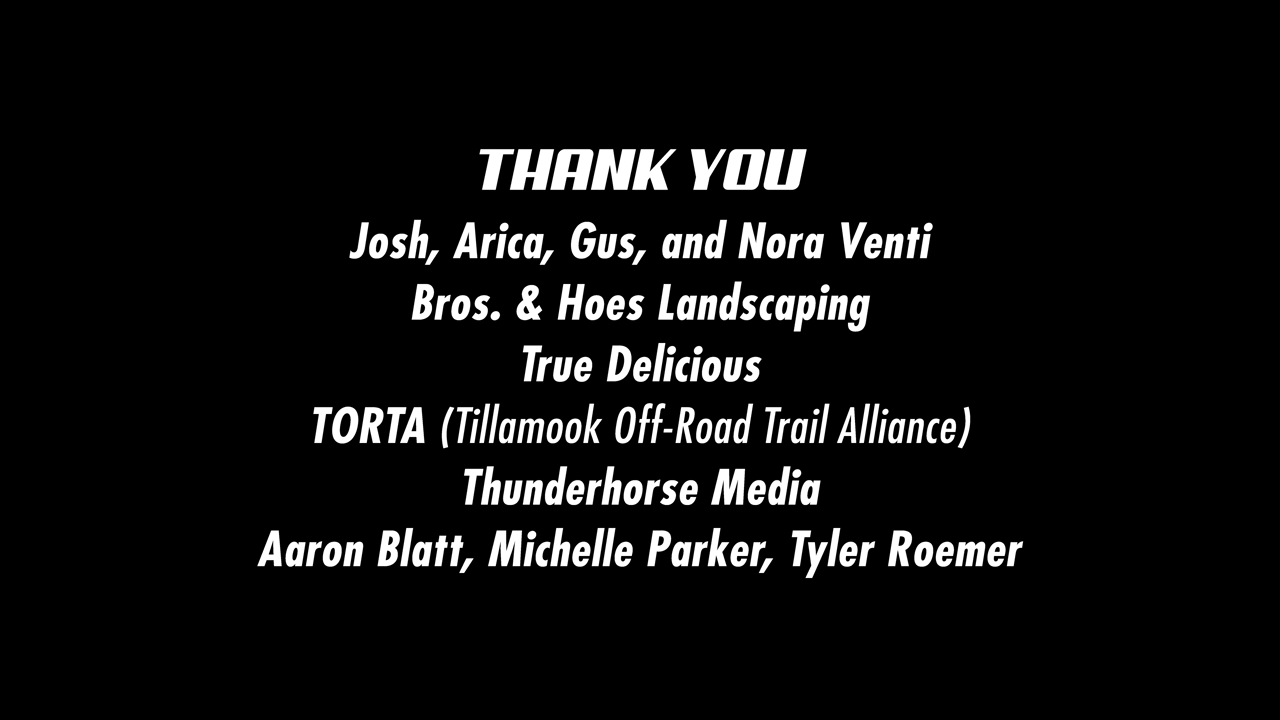 THANK YOU
Josh, Arica, Gus, and Nora Venti
Bros. & Hoes Landscaping
True Delicious
TORTA (Tillamook Off-Road Trail Alliance)
Thunderhorse Media
Aaron Blatt, Michelle Parker, Tyler Roemer